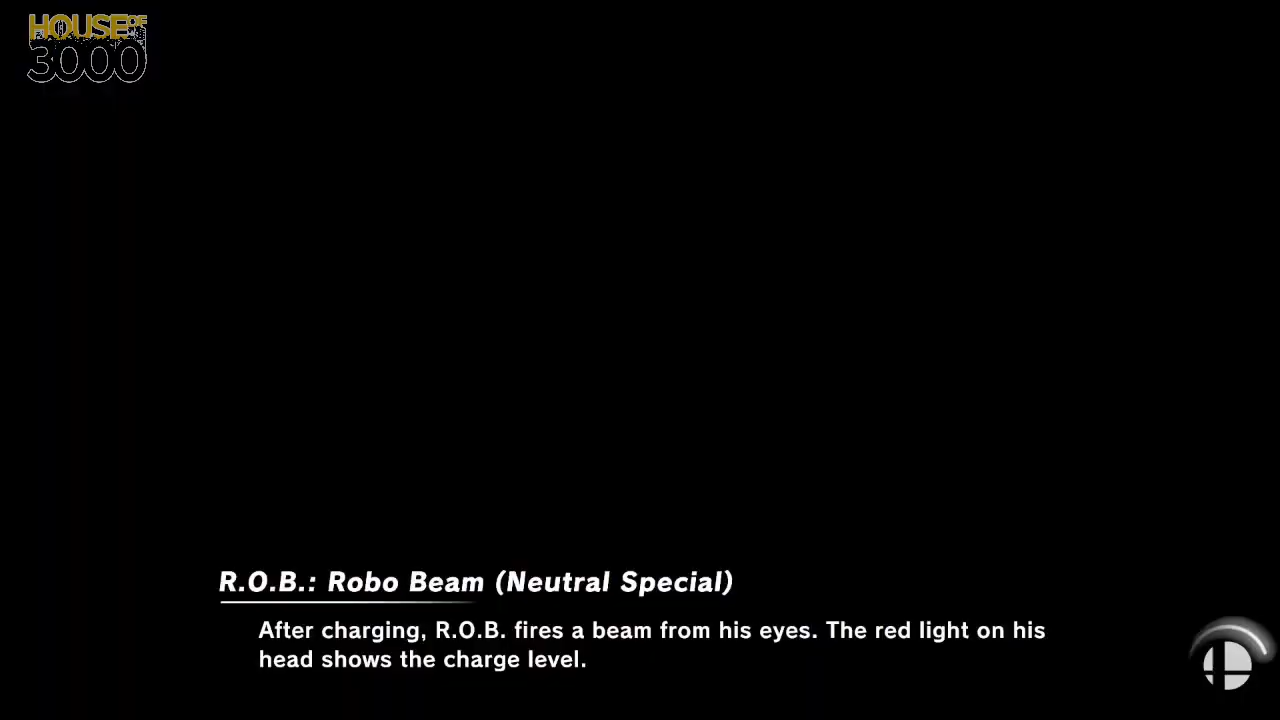 HOUSE OF
3000
R.O.B.: Robo Beam (Neutral Special)
After charging, R.O.B. fires a beam from his eyes. The red light on his
head shows the charge level.